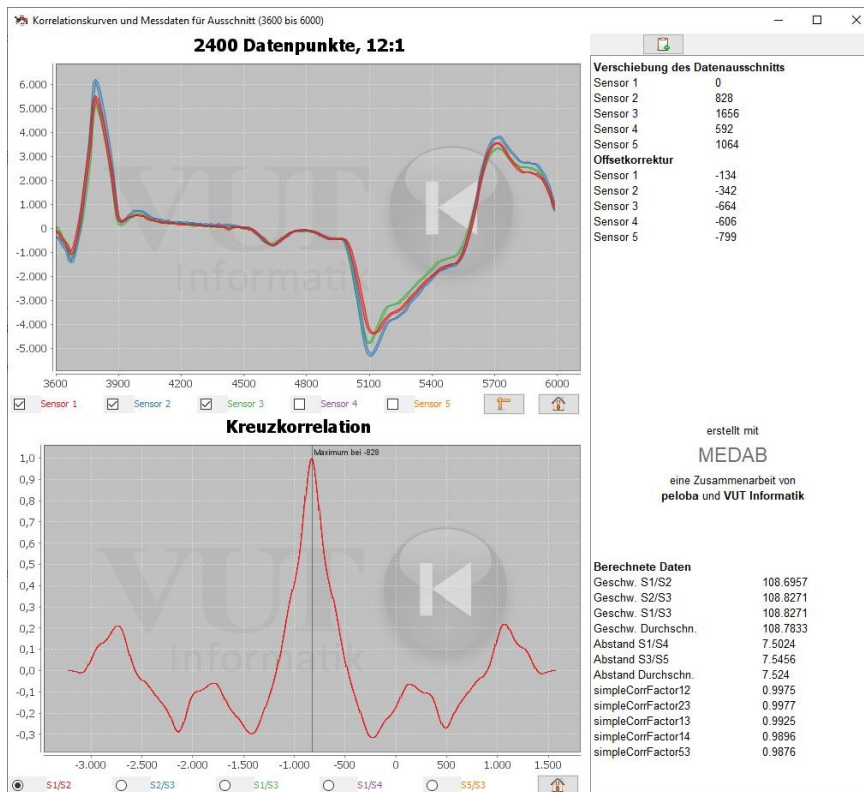 Korrelationskurven und Messdaten für Ausschnitt (3600 bis 6000)
2400 Datenpunkte, 12:1
6.000
5.000
4.000
3.000
2.000
1.000
0
-1.000
-2.000
-3.000
-4.000
-5.000
VUT
Informatik
3600 3900 4200 4500 4800 5100 5400 5700 6000
Sensor 1 Sensor 2 Sensor 3 Sensor 4 Sensor 5
Kreuzkorrelation
Maximum bei -828
1,0
0,9
0,8
0,7
0,6
0,5
0,4
0,3
0,2
0,1
0,0
-0,1
-0,2
-0,3
VUT
Informatik
-3.000 -2.500 -2.000 -1.500 -1.000 -500 0 500 1.000 1.500
S1/S2 S2/S3 S1/S3 S1/S4 S5/S3
Verschiebung des Datenausschnitts
Sensor 1 0
Sensor 2 828
Sensor 3 1656
Sensor 4 592
Sensor 5 1064
Offsetkorrektur
Sensor 1 -134
Sensor 2 -342
Sensor 3 -664
Sensor 4 -606
Sensor 5 -799
erstellt mit
MEDAB
eine Zusammenarbeit von
peloba und VUT Informatik
Berechnete Daten
Geschw. S1/S2 108.6957
Geschw. S2/S3 108.8271
Geschw. S1/S3 108.8271
Geschw. Durchschn. 108.7833
Abstand S1/S4 7.5024
Abstand S3/S5 7.5456
Abstand Durchschn. 7.524
simpleCorrFactor12 0.9975
simpleCorrFactor23 0.9977
simpleCorrFactor13 0.9925
simpleCorrFactor14 0.9896
simpleCorrFactor53 0.9876